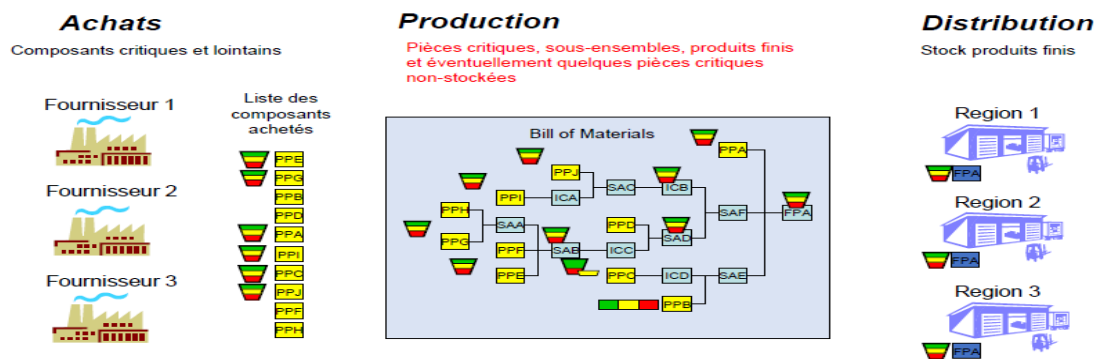 Achats
Composants critiques et lointains
Fournisseur 1
Fournisseur 2
Fournisseur 3
Liste des
composants
achetés
PPE
PPG
PPB
PPD
PPA
PPI
PPC
PPJ
PPF
PPH
Production
Pièces critiques, sous-ensembles, produits finis
et éventuellement quelques pièces critiques
non-stockées
Bill of Materials
PPA
PPJ
PPI
ICA
SAC
ICB
PPH
SAA
PPG
PPF
SAB
ICC
PPD
SAD
SAF
FPA
PPE
PPC
ICD
SAE
PPB
Distribution
Stock produits finis
Region 1
FPA
Region 2
FPA
Region 3
FPA